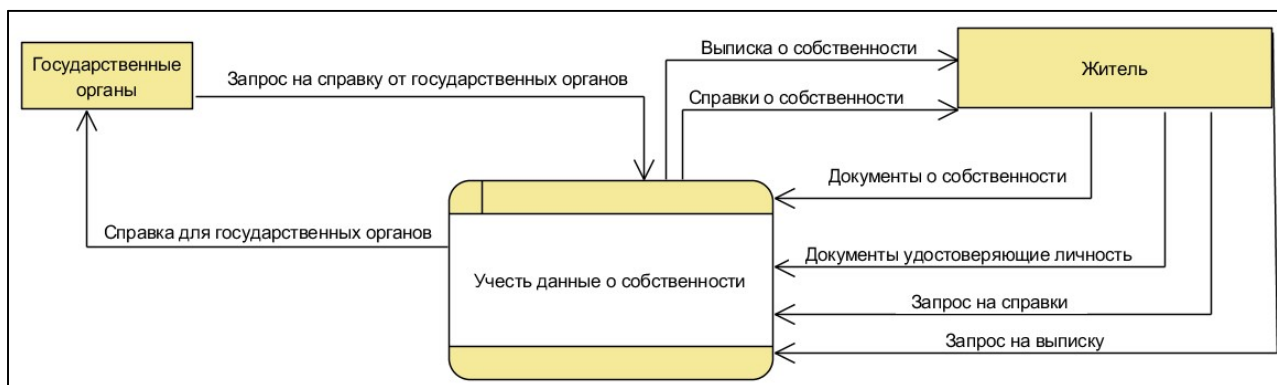 Государственные
органы
Запрос на справку от государственных органов
Выписка о собственности
Житель
Справки о собственности
Документы о собственности
Справка для государственных органов
Документы удостоверяющие личность
Учесть данные о собственности
Запрос на справки
Запрос на выписку